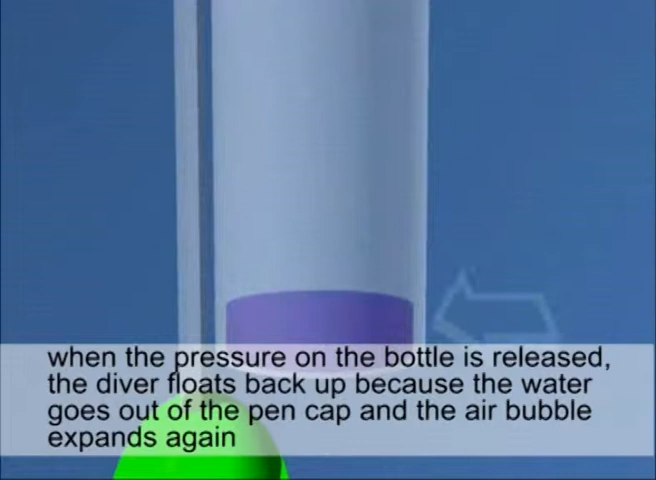 when the pressure on the bottle is released,
the diver floats back up because the water
goes out of the pen cap and the air bubble
expands again